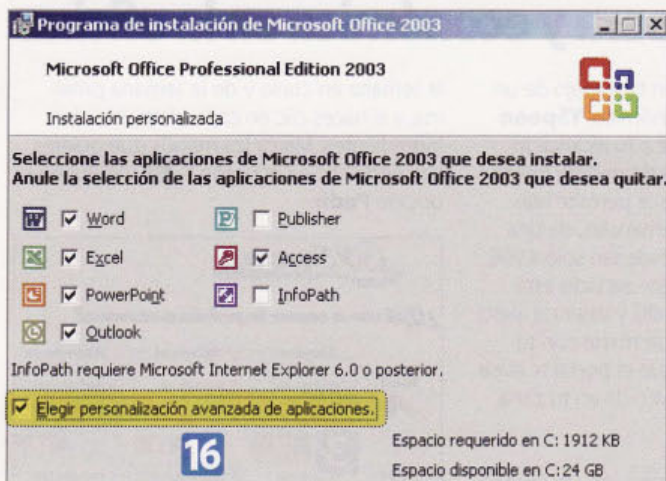 Programa de instalación de Microsoft Office 2003
Microsoft Office Professional Edition 2003
Instalación personalizada
Seleccione las aplicaciones de Microsoft Office 2003 que desea instalar.
Anule la selección de las aplicaciones de Microsoft Office 2003 que desea quitar.
Word
Publisher
Excel
Access
PowerPoint
InfoPath
Outlook
InfoPath requiere Microsoft Internet Explorer 6.0 o posterior.
Elegir personalización avanzada de aplicaciones.
16
Espacio requerido en C: 1912 KB
Espacio disponible en C:24 GB